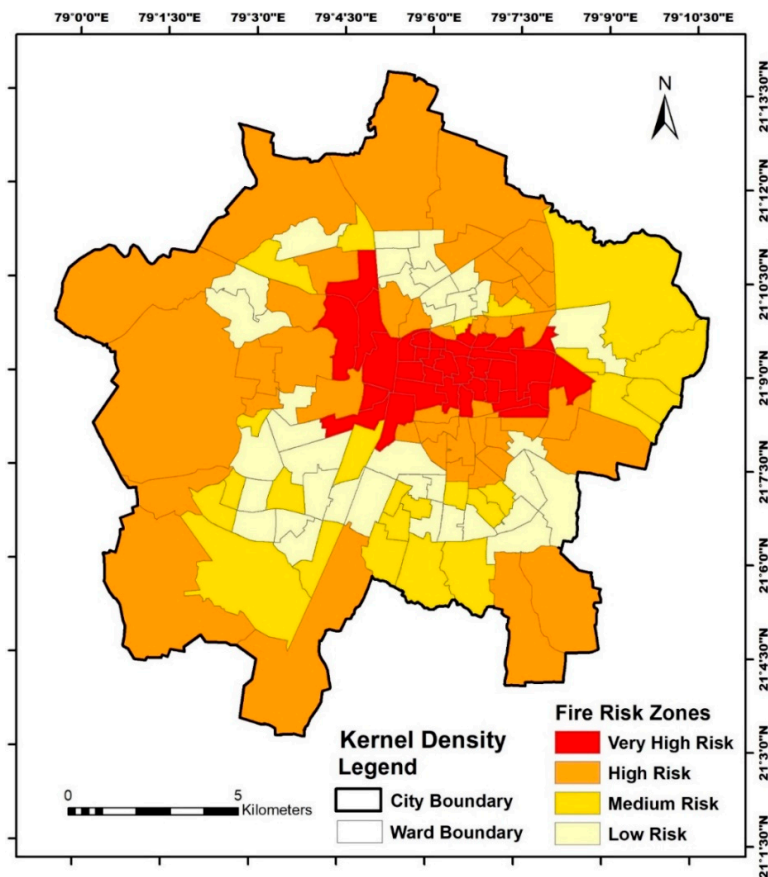 79°0'0"E 79°1'30"E 79°3'0"E 79°4'30"E 79°6'0"E 79°7'30"E 79°9'0"E 79°10'30"E
N
21°13'30"N
21°12'0"N
21°10'30"N
21°9'0"N
21°7'30"N
21°6'0"N
21°4'30"N
21°3'0"N
21°1'30"N
Kernel Density
Legend
City Boundary
Ward Boundary
Fire Risk Zones
Very High Risk
High Risk
Medium Risk
Low Risk
0 5
Kilometers